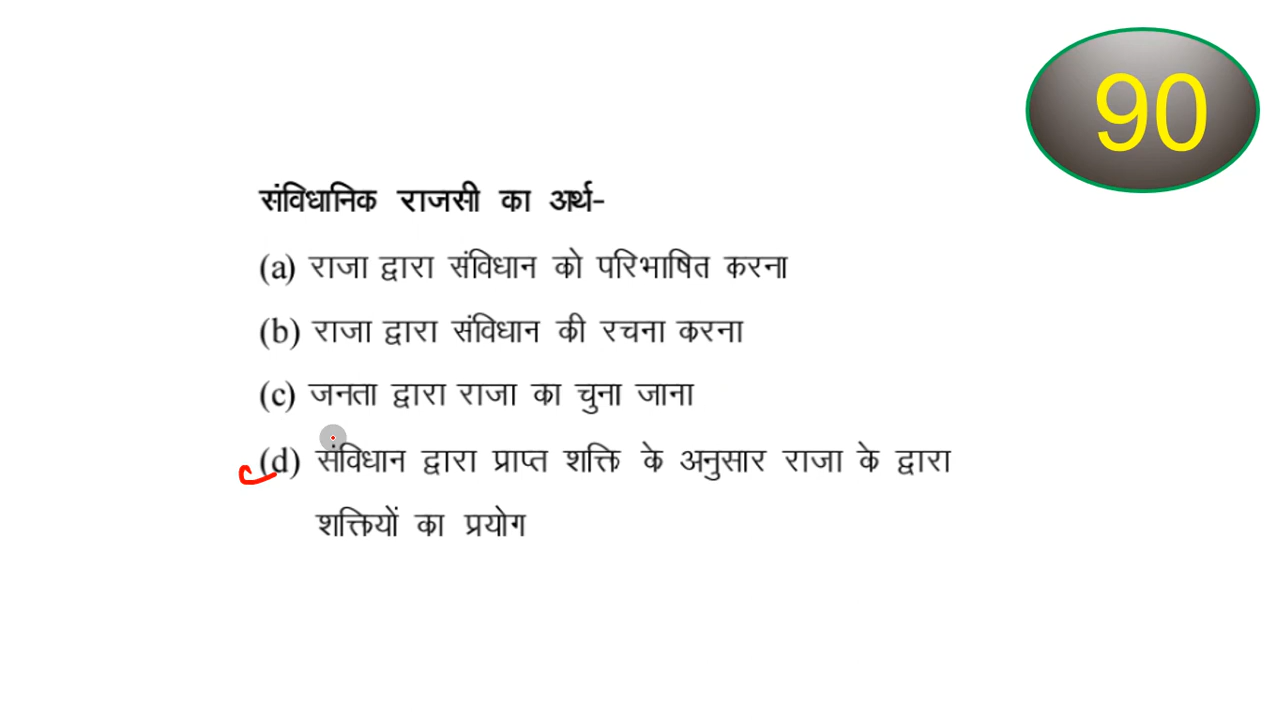 90
संविधानिक राजसी का अर्थ-
(a) राजा द्वारा संविधान को परिभाषित करना
(b) राजा द्वारा संविधान की रचना करना
(c) जनता द्वारा राजा का चुना जाना
(d) संविधान द्वारा प्राप्त शक्ति के अनुसार राजा के द्वारा
शक्तियों का प्रयोग